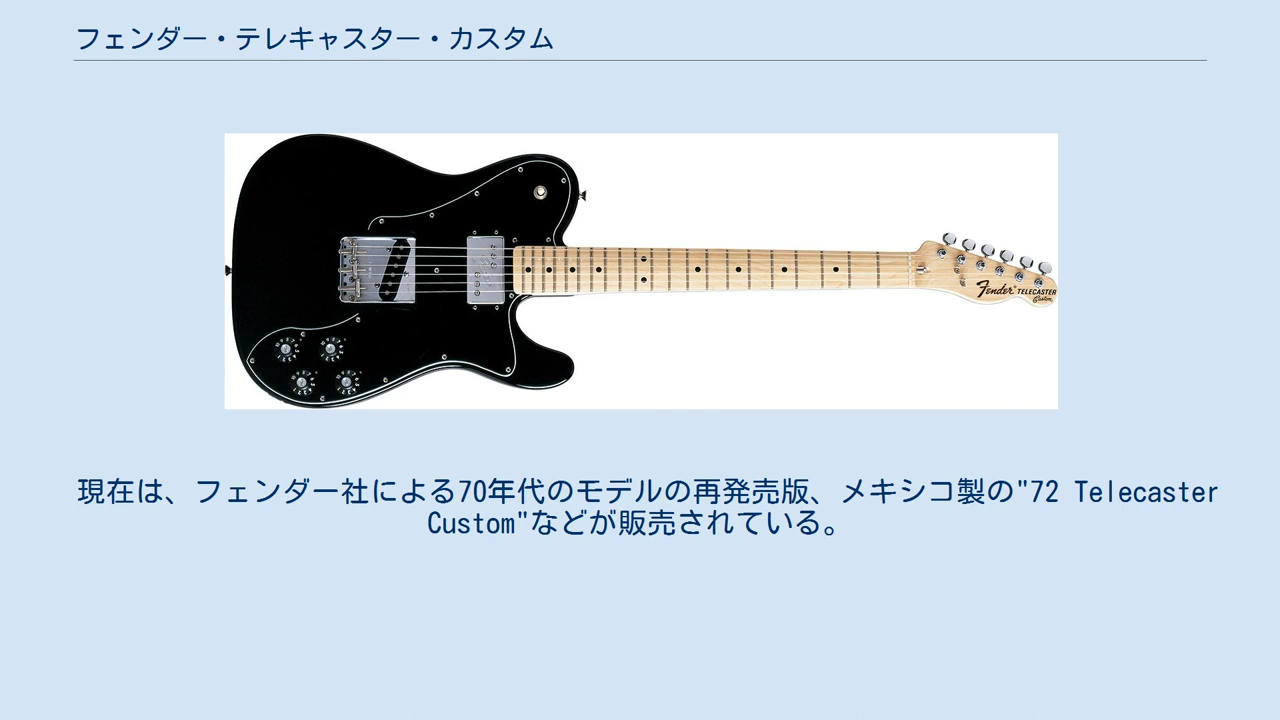 フェンダー・テレキャスター・カスタム
Fender TELECASTER
Custom
現在は、フェンダー社による70年代のモデルの再発売版、メキシコ製の"72 Telecaster
Custom"などが販売されている。